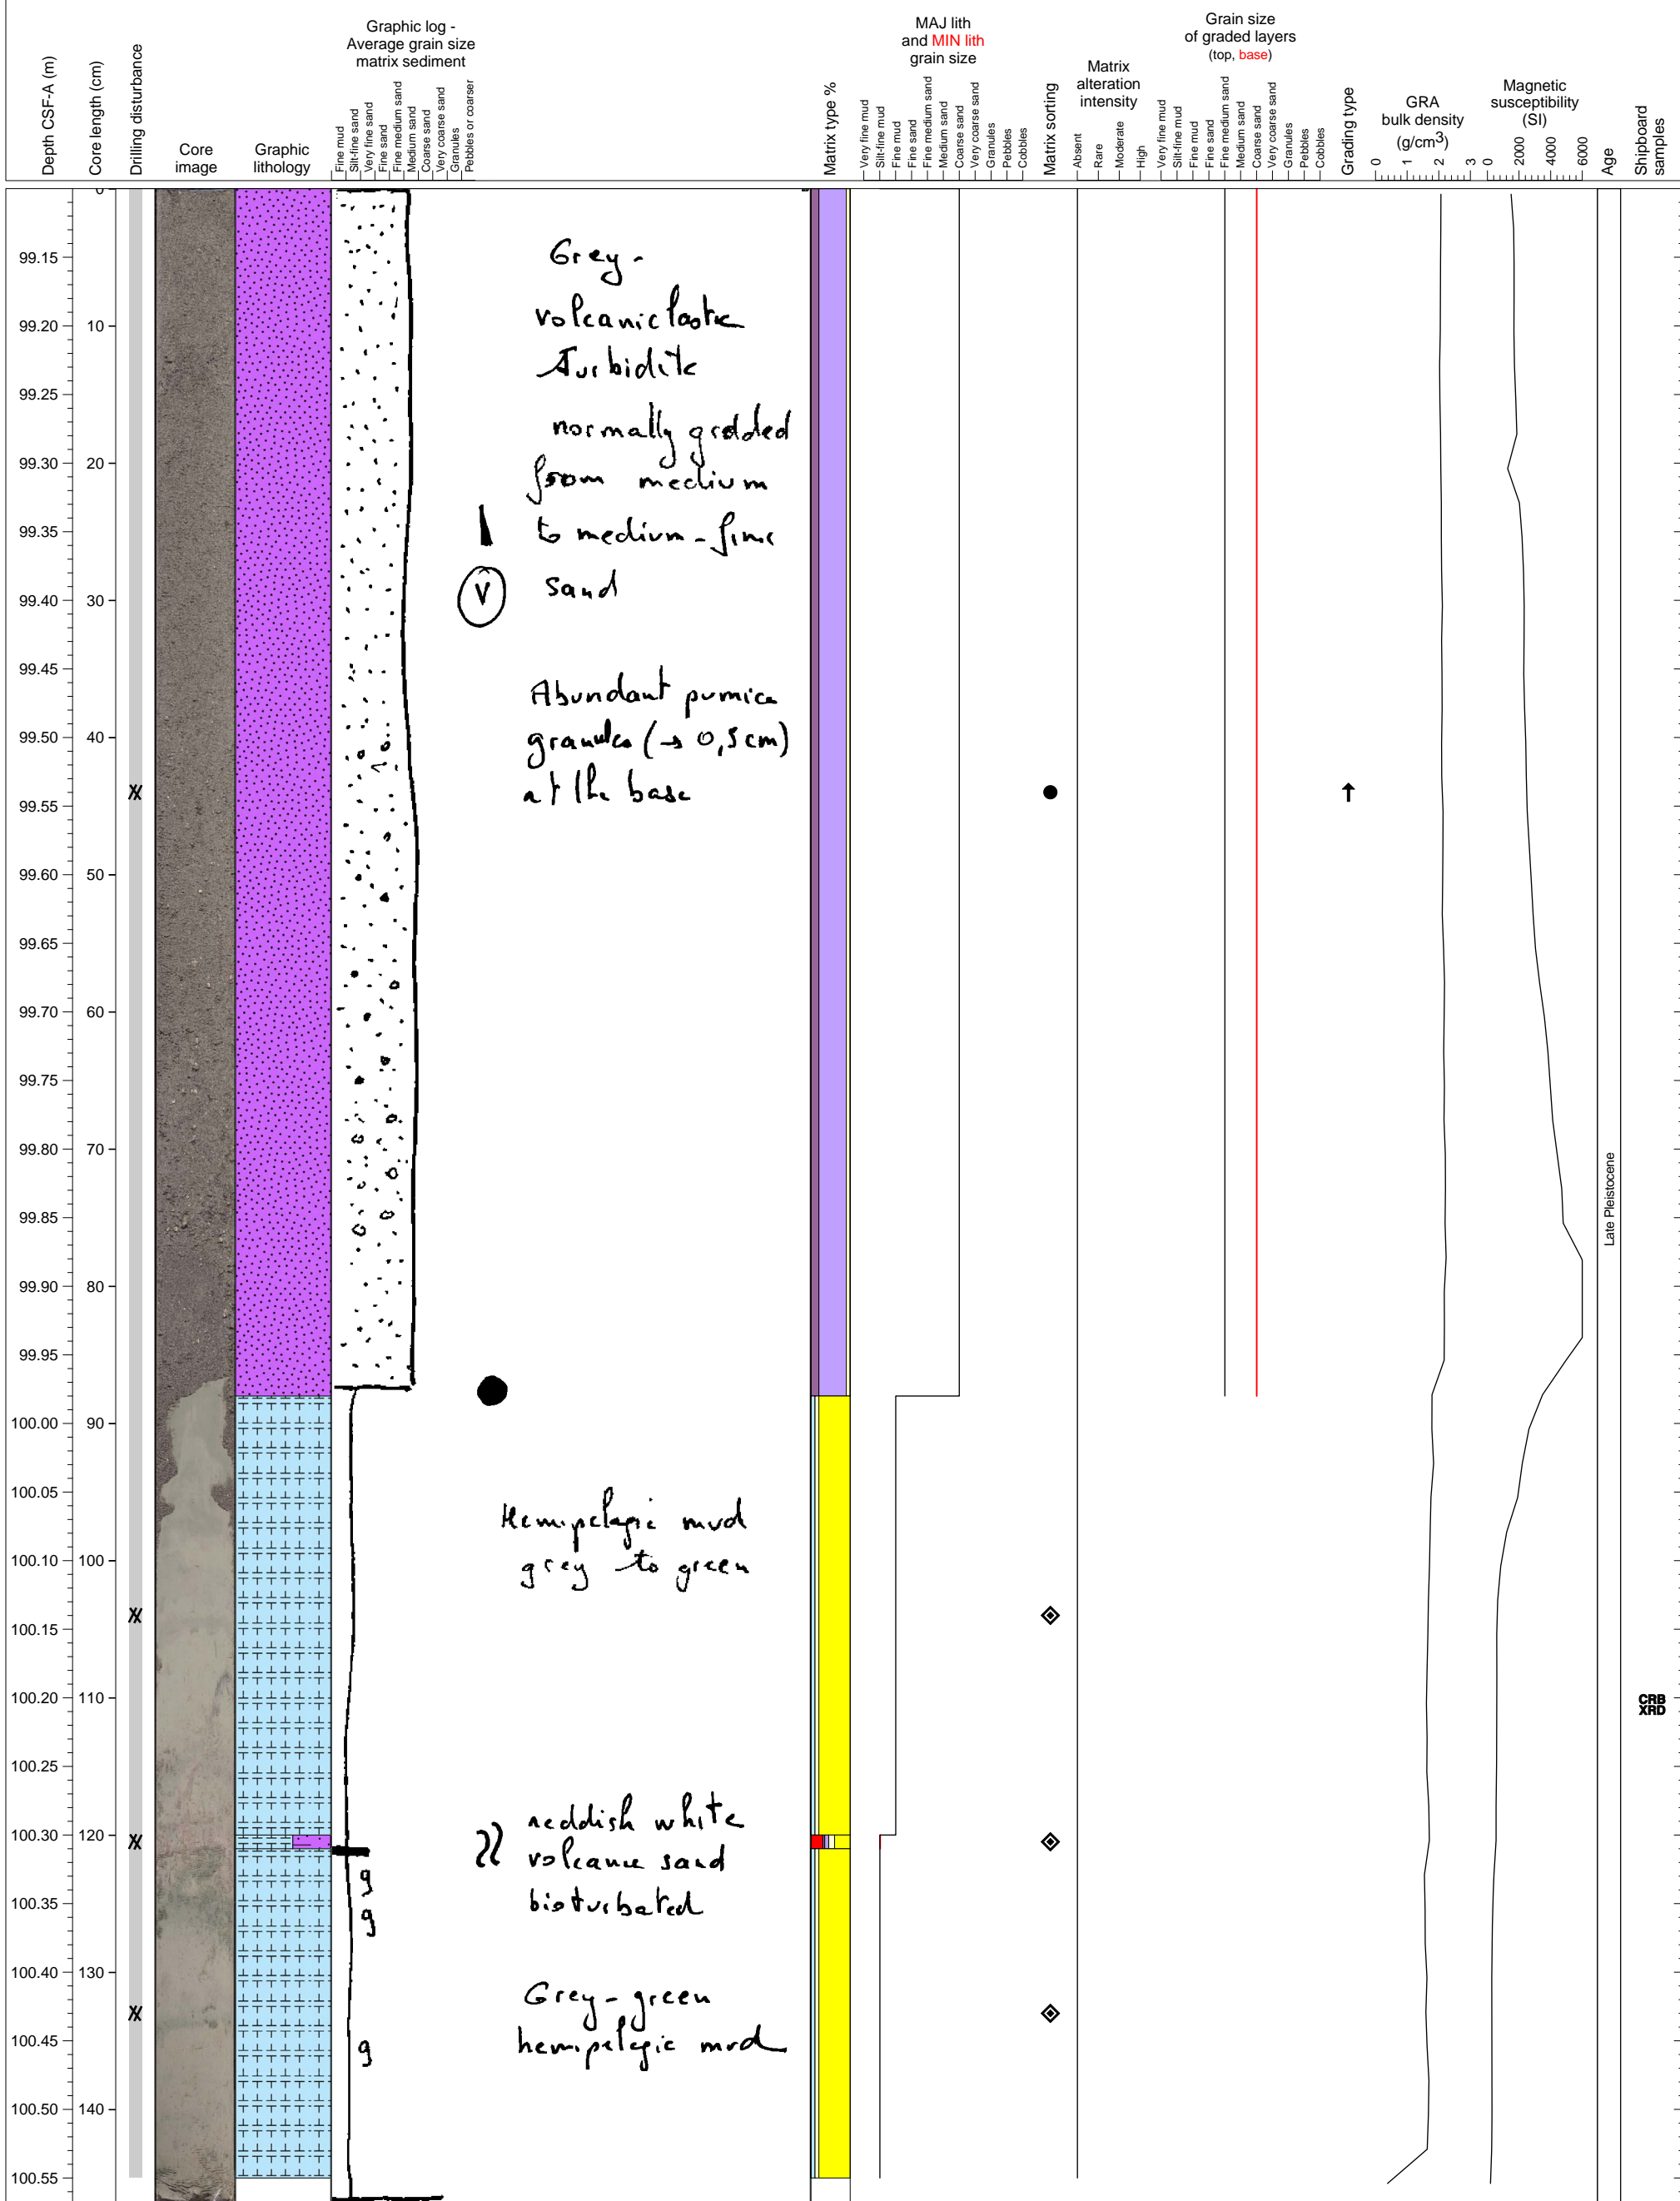 Depth CSF-A (m)
Core length (cm)
Drilling disturbance
Core
image
Graphic
lithology
Graphic log -
Average grain size
matrix sediment
Fine mud
Silt-fine sand
Very fine sand
Fine sand
Fine medium sand
Medium sand
Coarse sand
Very coarse sand
Granules
Pebbles or coarser
Matrix type %
MAJ lith
and MIN lith
grain size
Very fine mud
Silt-fine mud
Fine mud
Fine sand
Fine medium sand
Medium sand
Coarse sand
Very coarse sand
Granules
Pebbles
Cobbles
Matrix sorting
Matrix
alteration
intensity
Absent
Rare
Moderate
High
Grain size
of graded layers
(top, base)
Very fine mud
Silt-fine mud
Fine mud
Fine sand
Fine medium sand
Medium sand
Coarse sand
Very coarse sand
Granules
Pebbles
Cobbles
Grading type
GRA
bulk density
(g/cm3)
0 1 2 3
Magnetic
susceptibility
(SI)
0 2000 4000 6000
Age
Shipboard
samples
0
99.15
99.20 10
99.25
99.30 20
99.35
99.40 30
99.45
99.50 40
99.55
99.60 50
99.65
99.70 60
99.75
99.80 70
99.85
99.90 80
99.95
100.00 90
100.05
100.10 100
100.15
100.20 110
100.25
100.30 120
100.35
100.40 130
100.45
100.50 140
100.55
Grey -
volcaniclastic
turbidite
normally gradded
from medium
to medium - fine
V sand
Abundant pumice
granules (→ 0,5 cm)
at the base
Late Pleistocene
Hemipelagic mud
grey to green
CRB
XRD
reddish white
volcanic sand
bioturbated
g
g
Grey - green
hemipelagic mud
g